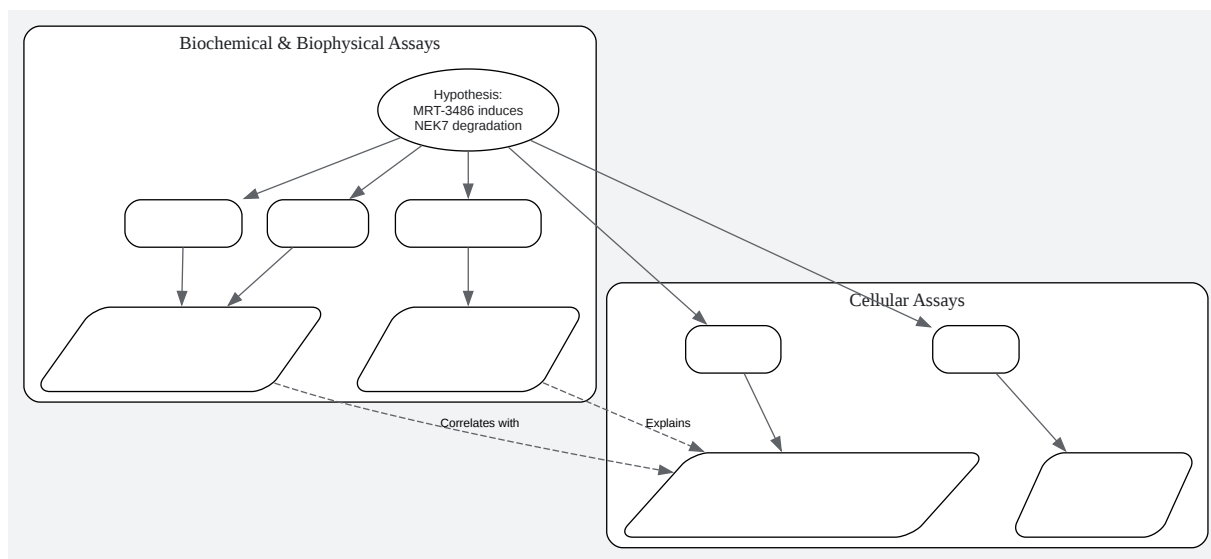 Biochemical & Biophysical Assays
Hypothesis:
MRT-3486 induces
NEK7 degradation
Cellular Assays
Correlates with
Explains